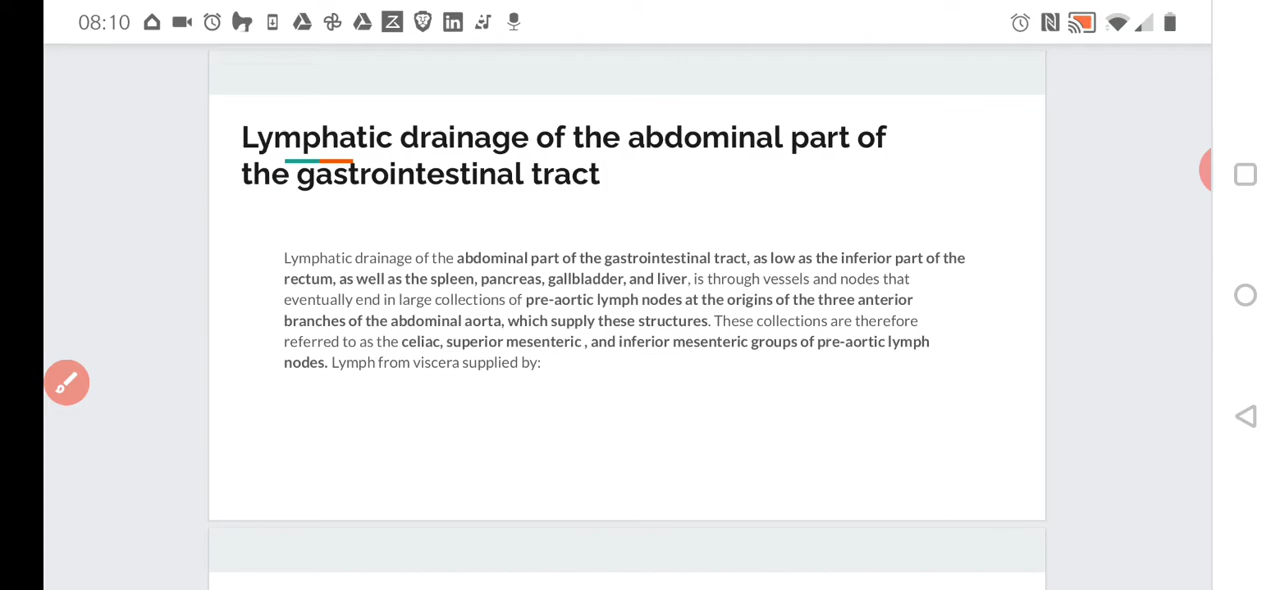 08:10
Lymphatic drainage of the abdominal part of
the gastrointestinal tract
Lymphatic drainage of the abdominal part of the gastrointestinal tract, as low as the inferior part of the
rectum, as well as the spleen, pancreas, gallbladder, and liver, is through vessels and nodes that
eventually end in large collections of pre-aortic lymph nodes at the origins of the three anterior
branches of the abdominal aorta, which supply these structures. These collections are therefore
referred to as the celiac, superior mesenteric , and inferior mesenteric groups of pre-aortic lymph
nodes. Lymph from viscera supplied by: